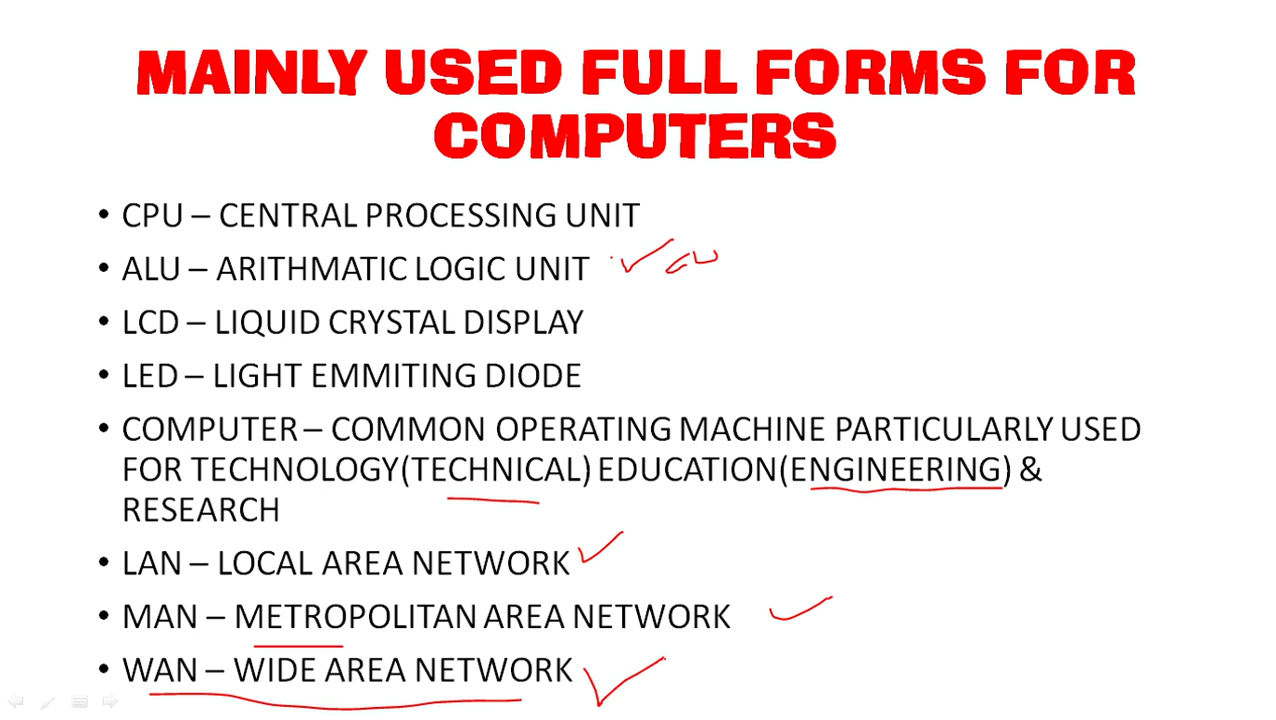 MAINLY USED FULL FORMS FOR
COMPUTERS
• CPU – CENTRAL PROCESSING UNIT
• ALU – ARITHMATIC LOGIC UNIT
• LCD – LIQUID CRYSTAL DISPLAY
• LED – LIGHT EMMITING DIODE
• COMPUTER – COMMON OPERATING MACHINE PARTICULARLY USED
FOR TECHNOLOGY(TECHNICAL) EDUCATION(ENGINEERING) &
RESEARCH
• LAN – LOCAL AREA NETWORK
• MAN – METROPOLITAN AREA NETWORK
• WAN – WIDE AREA NETWORK